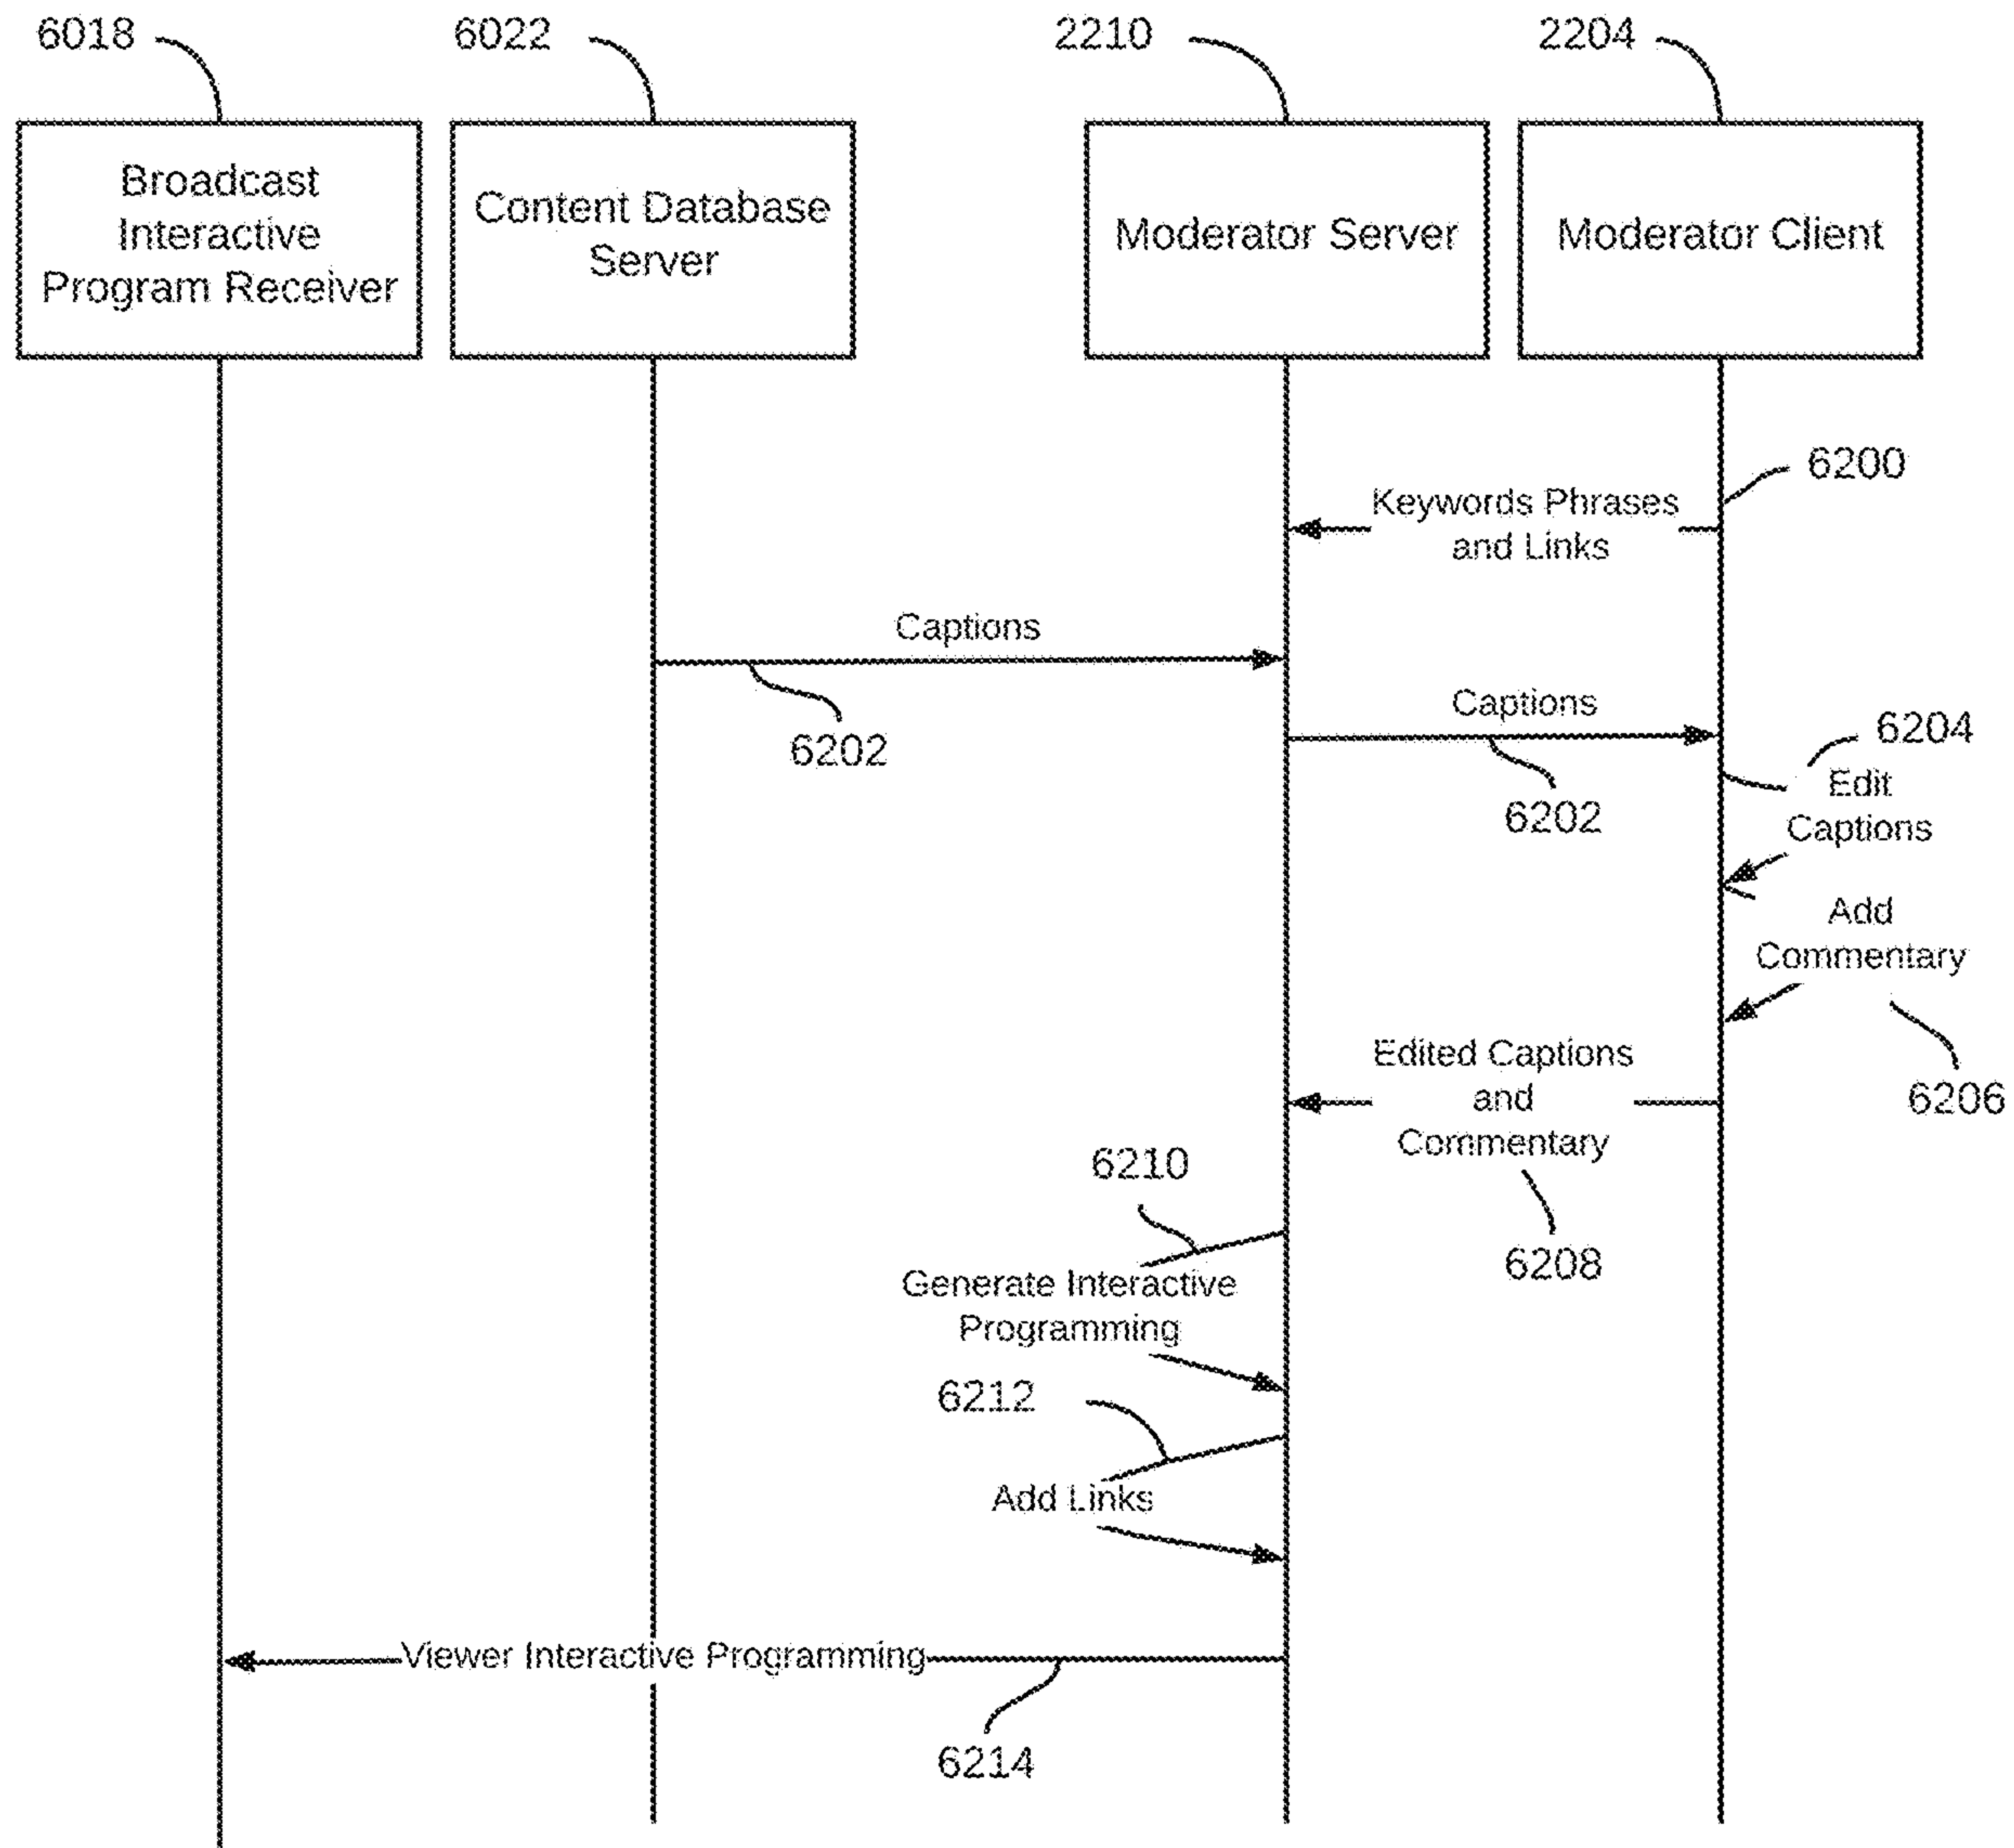 6018
6022
2210
2204
Broadcast
Interactive
Program Receiver
Content Database
Server
Moderator Server
Moderator Client
6200
Keywords Phrases
and Links
Captions
6202
Captions
6202
6204
Edit
Captions
Add
Commentary
6206
Edited Captions
and
Commentary
6208
6210
Generate Interactive
Programming
6212
Add Links
Viewer Interactive Programming
6214